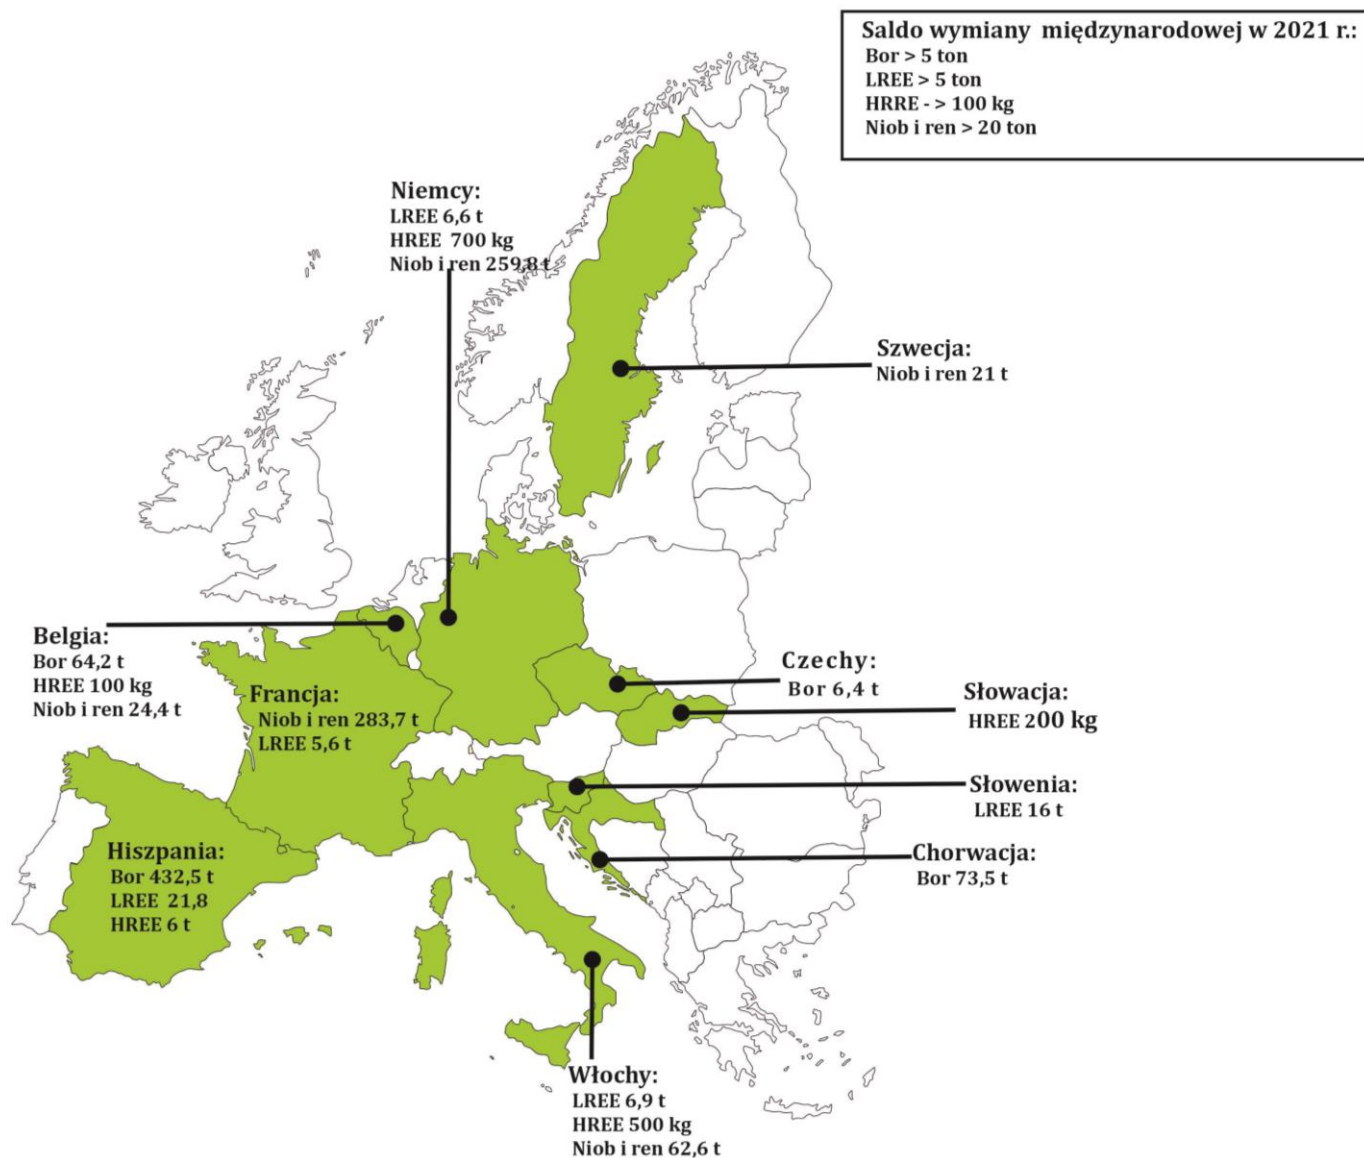 Saldo wymiany międzynarodowej w 2021 r.:
Bor > 5 ton
LREE > 5 ton
HRRE - > 100 kg
Niob i ren > 20 ton
Niemcy:
LREE 6,6 t
HREE 700 kg
Niob i ren 259,8 t
Szwecja:
Niob i ren 21 t
Belgia:
Bor 64,2 t
HREE 100 kg
Niob i ren 24,4 t
Francja:
Niob i ren 283,7 t
LREE 5,6 t
Czechy:
Bor 6,4 t
Słowacja:
HREE 200 kg
Słowenia:
LREE 16 t
Hiszpania:
Bor 432,5 t
LREE 21,8
HREE 6 t
Chorwacja:
Bor 73,5 t
Włochy:
LREE 6,9 t
HREE 500 kg
Niob i ren 62,6 t